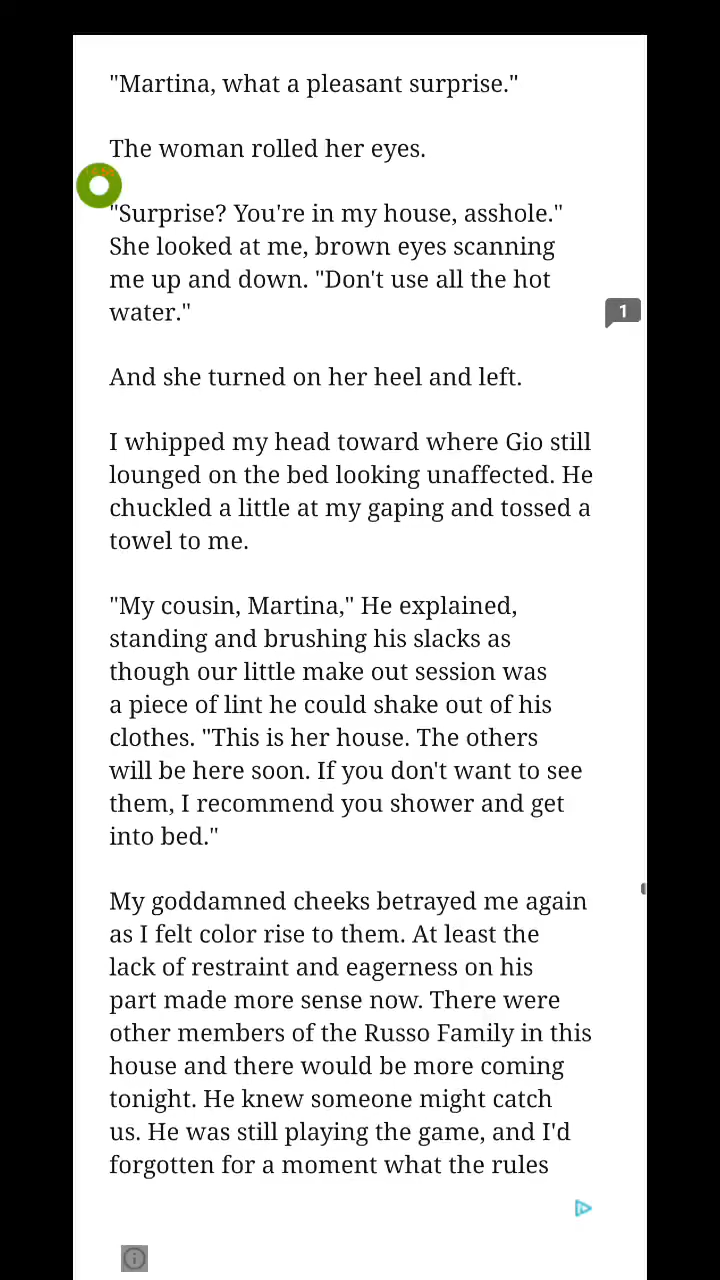 "Martina, what a pleasant surprise."
The woman rolled her eyes.
"Surprise? You're in my house, asshole."
She looked at me, brown eyes scanning
me up and down. "Don't use all the hot
water."
1
And she turned on her heel and left.
I whipped my head toward where Gio still
lounged on the bed looking unaffected. He
chuckled a little at my gaping and tossed a
towel to me.
"My cousin, Martina," He explained,
standing and brushing his slacks as
though our little make out session was
a piece of lint he could shake out of his
clothes. "This is her house. The others
will be here soon. If you don't want to see
them, I recommend you shower and get
into bed."
My goddamned cheeks betrayed me again
as I felt color rise to them. At least the
lack of restraint and eagerness on his
part made more sense now. There were
other members of the Russo Family in this
house and there would be more coming
tonight. He knew someone might catch
us. He was still playing the game, and I'd
forgotten for a moment what the rules